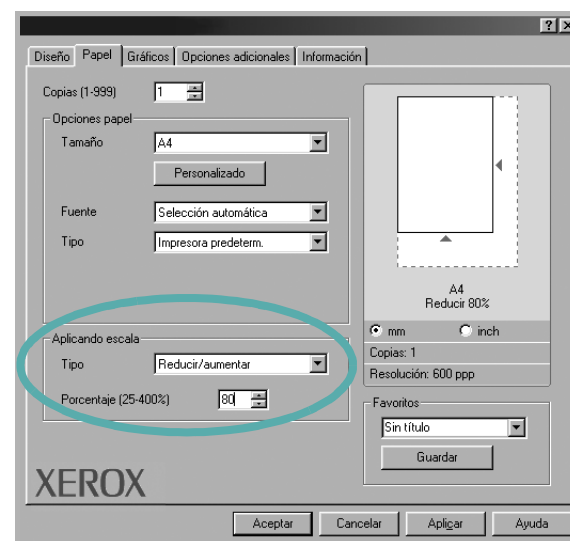 ? x
Diseño Papel Gráficos Opciones adicionales Información
Copias (1-999) 1
Opciones papel
Tamaño A4
Personalizado
Fuente Selección automática
Tipo Impresora predeterm.
Aplicando escala
Tipo Reducir/aumentar
Porcentaje (25-400%) 80
A4
Reducir 80%
mm inch
Copias: 1
Resolución: 600 ppp
Favoritos
Sin título
Guardar
XEROX
Aceptar Cancelar Aplicar Ayuda